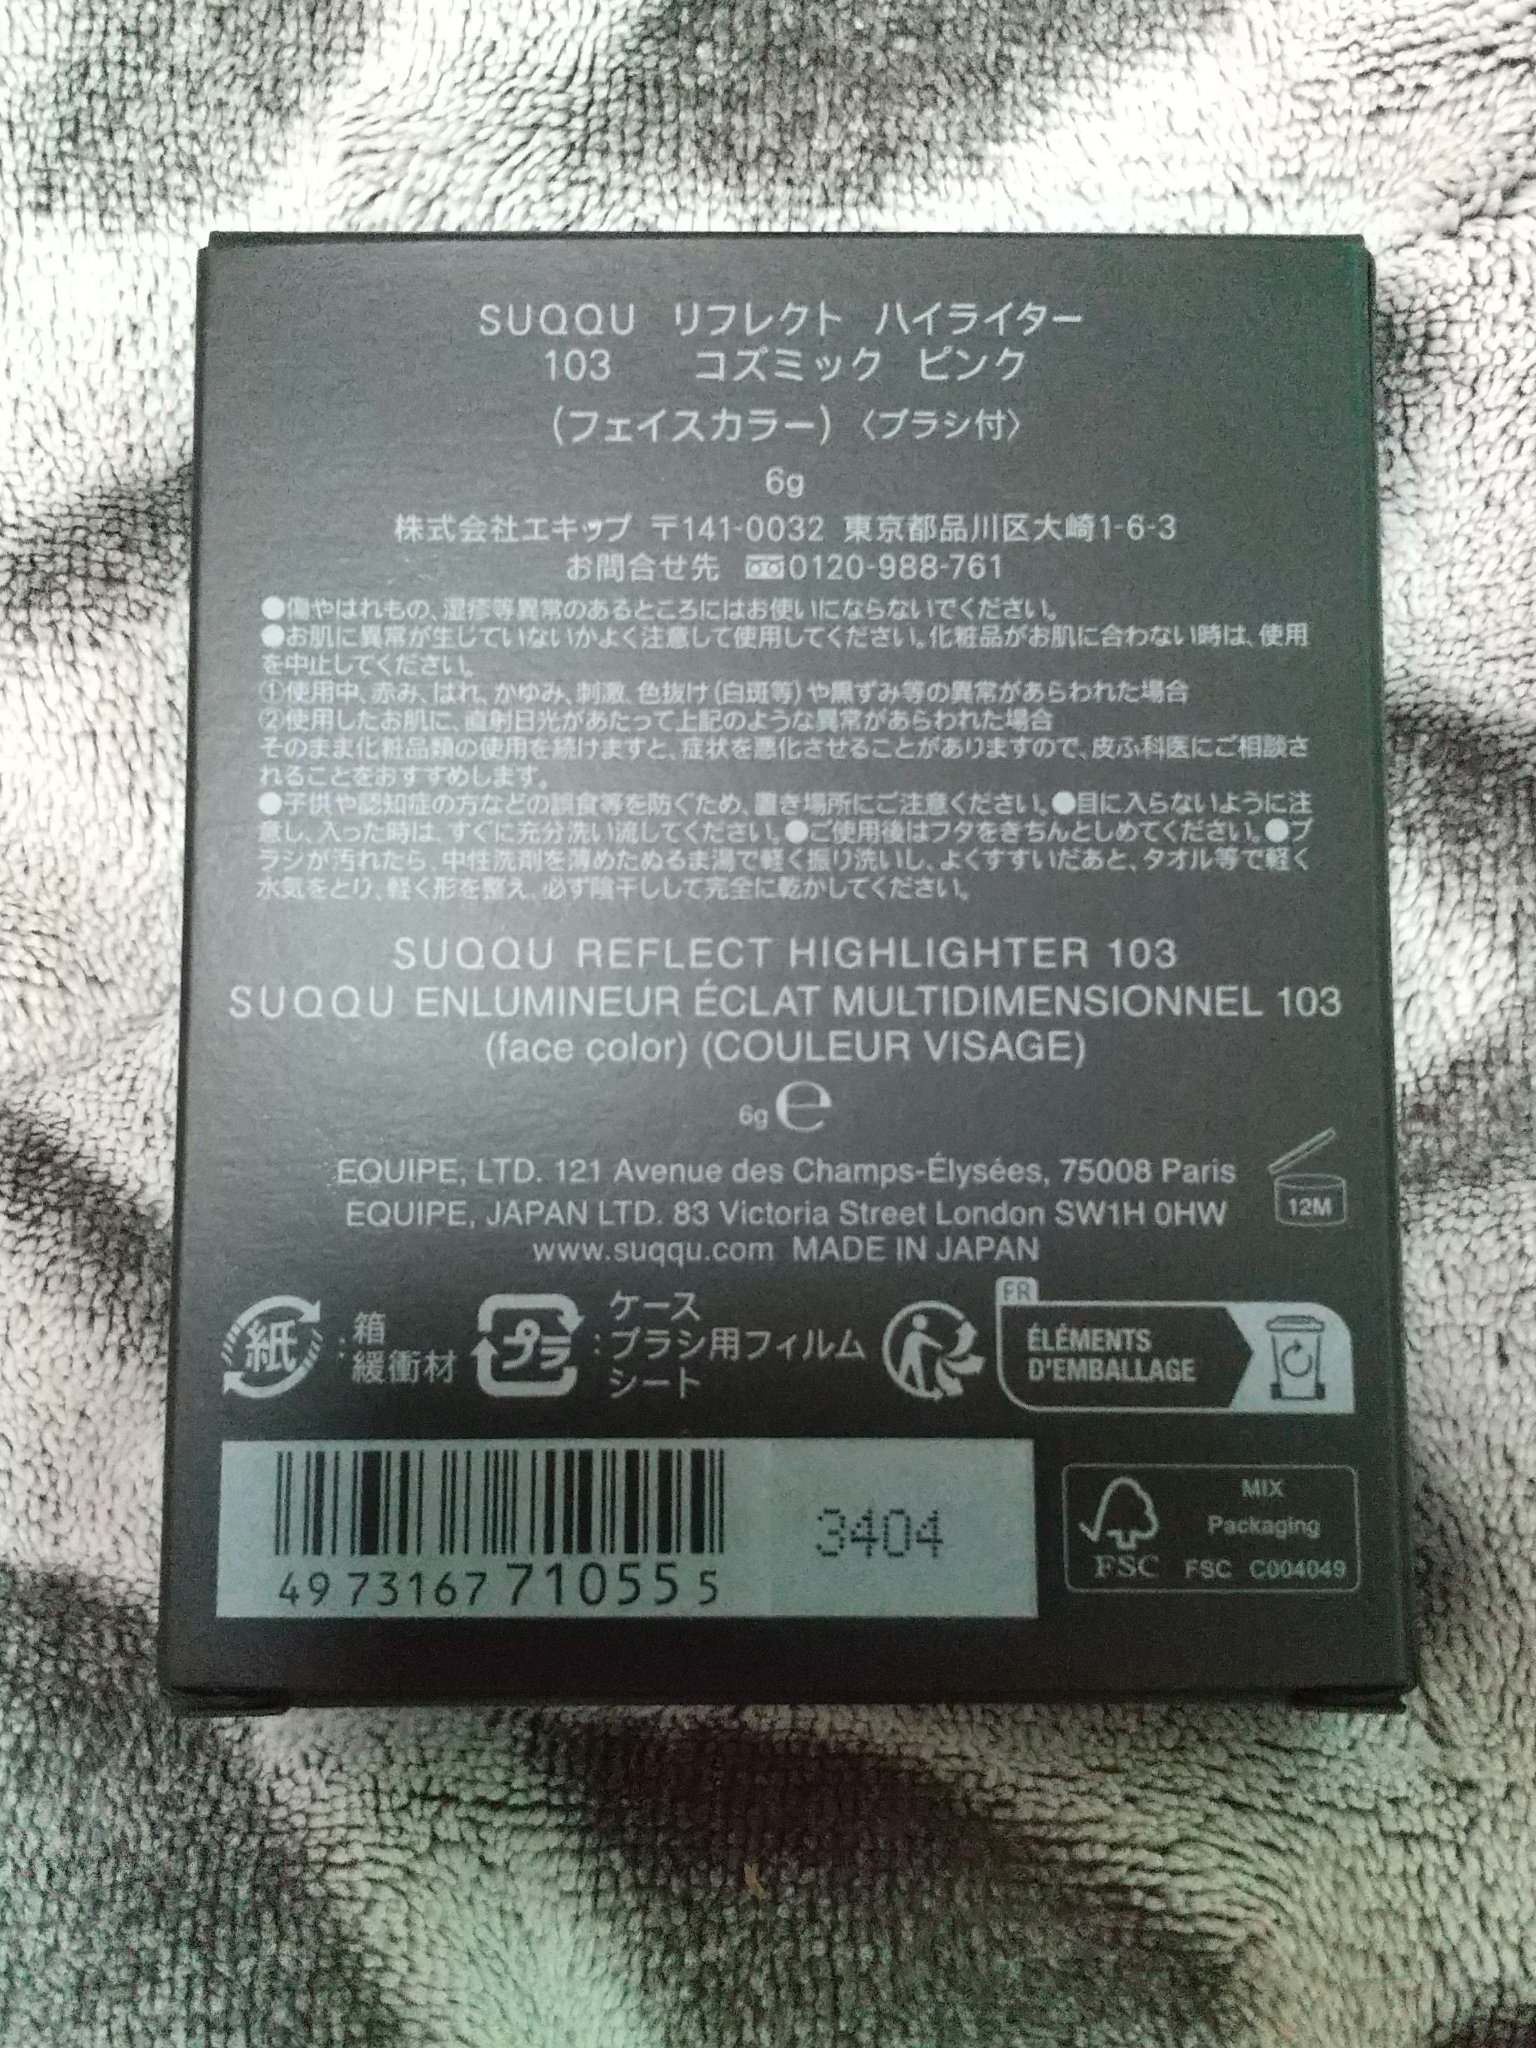 SUQQU リフレクト ハイライター
103 コズミック ピンク
(フェイスカラー)〈ブラシ付〉
6g
株式会社エキップ 〒141-0032 東京都品川区大崎1-6-3
お問合せ先 0120-988-761
●傷やはれもの、湿疹等異常のあるところにはお使いにならないでください。
●お肌に異常が生じていないかよく注意して使用してください。化粧品がお肌に合わない時は、使用
を中止してください。
①使用中、赤み、はれ、かゆみ、刺激、色抜け(白斑等)や黒ずみ等の異常があらわれた場合
②使用したお肌に、直射日光があたって上記のような異常があらわれた場合
そのまま化粧品類の使用を続けますと、症状を悪化させることがありますので、皮ふ科医にご相談さ
れることをおすすめします。
●子供や認知症の方などの誤食等を防ぐため、置き場所にご注意ください。●目に入らないように注
意し、入った時は、すぐに充分洗い流してください。●ご使用後はフタをきちんとしめてください。●ブ
ラシが汚れたら、中性洗剤を薄めたぬるま湯で軽く振り洗いし、よくすすいだあと、タオル等で軽く
水気をとり、軽く形を整え、必ず陰干しして完全に乾かしてください。
SUQQU REFLECT HIGHLIGHTER 103
SUQQU ENLUMINEUR ÉCLAT MULTIDIMENSIONNEL 103
(face color) (COULEUR VISAGE)
6g ℮
EQUIPE, LTD. 121 Avenue des Champs-Élysées, 75008 Paris
EQUIPE, JAPAN LTD. 83 Victoria Street London SW1H 0HW
12M
www.suqqu.com MADE IN JAPAN
紙 : 箱
緩衝材
プラ : ケース
ブラシ用フィルム
シート
FR
ÉLÉMENTS
D'EMBALLAGE
4973167710555
3404
FSC
MIX
Packaging
FSC C004049